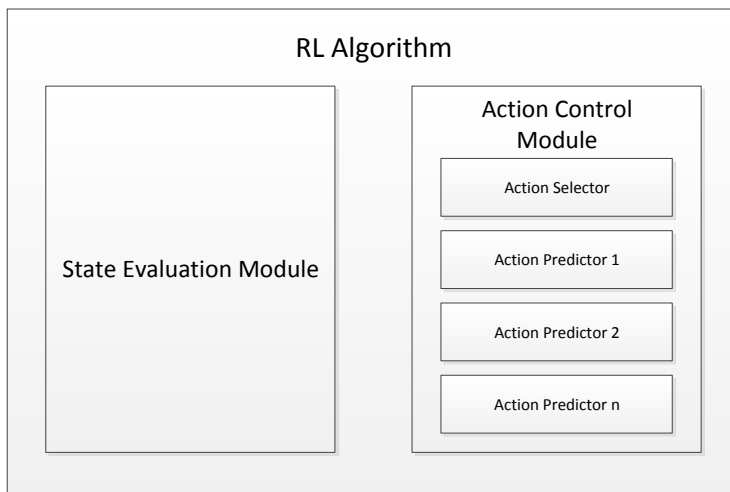 RL Algorithm
State Evaluation Module
Action Control
Module
Action Selector
Action Predictor 1
Action Predictor 2
Action Predictor n